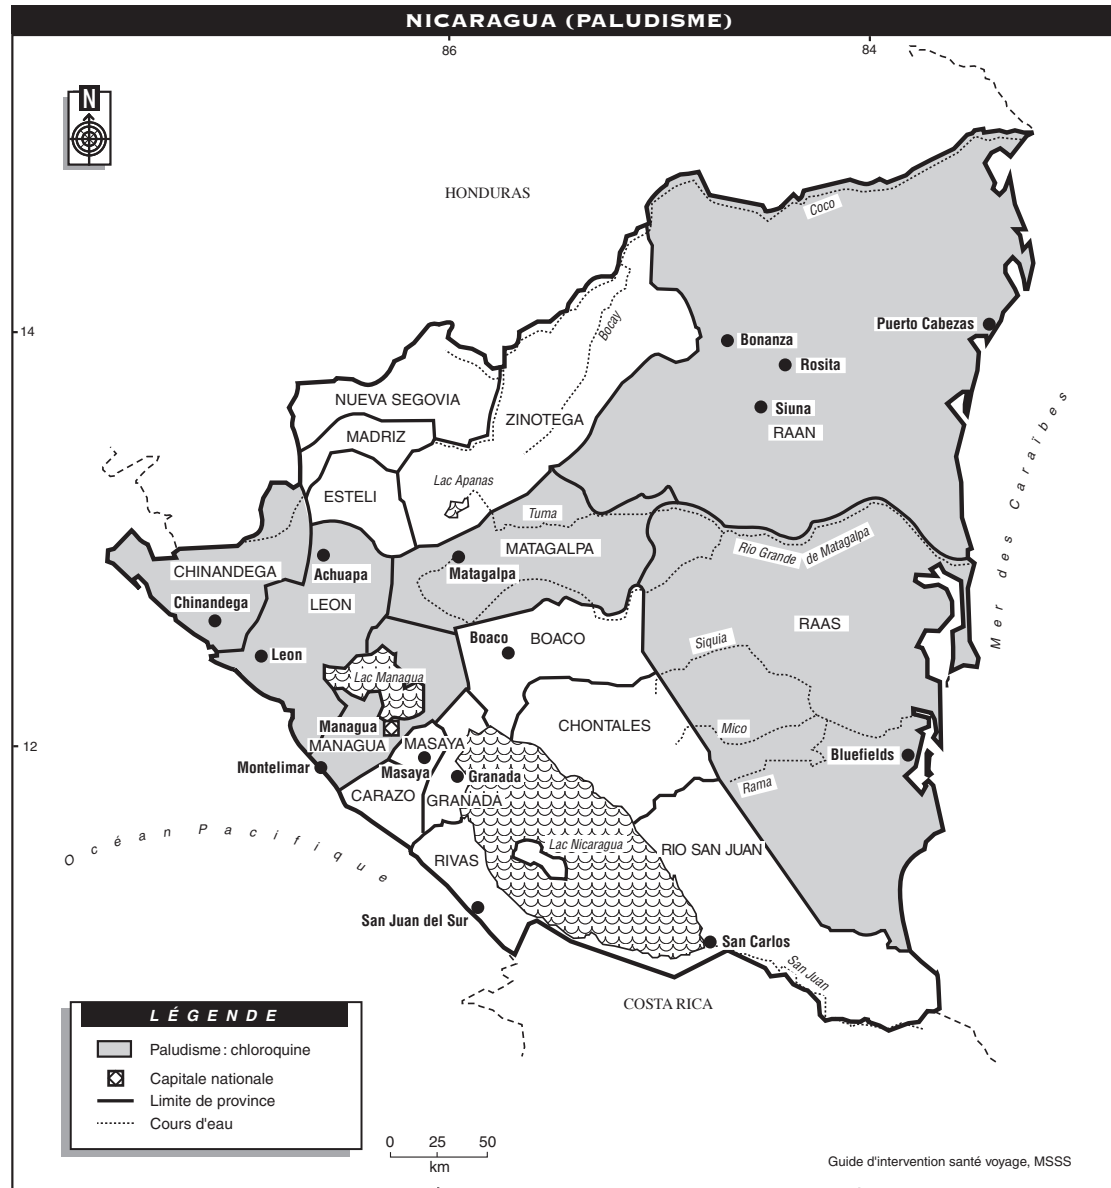 NICARAGUA (PALUDISME)
86
84
N
HONDURAS
Coco
14
Bocay
Puerto Cabezas
Bonanza
Rosita
Siuna
RAAN
NUEVA SEGOVIA
ZINOTEGA
MADRIZ
Lac Apanas
ESTELI
Tuma
MATAGALPA
Rio Grande de Matagalpa
Mer des Caraïbes
CHINANDEGA
Achuapa
Matagalpa
Chinandega
LEON
RAAS
Boaco
BOACO
Siquia
Leon
Lac Managua
12
Managua
MANAGUA
MASAYA
CHONTALES
Mico
Bluefields
Montelimar
Masaya
Granada
Rama
CARAZO
GRANADA
Océan Pacifique
Lac Nicaragua
RIO SAN JUAN
RIVAS
San Juan del Sur
San Carlos
San Juan
COSTA RICA
LÉGENDE
Paludisme : chloroquine
Capitale nationale
Limite de province
Cours d'eau
0 25 50
km
Guide d'intervention santé voyage, MSSS